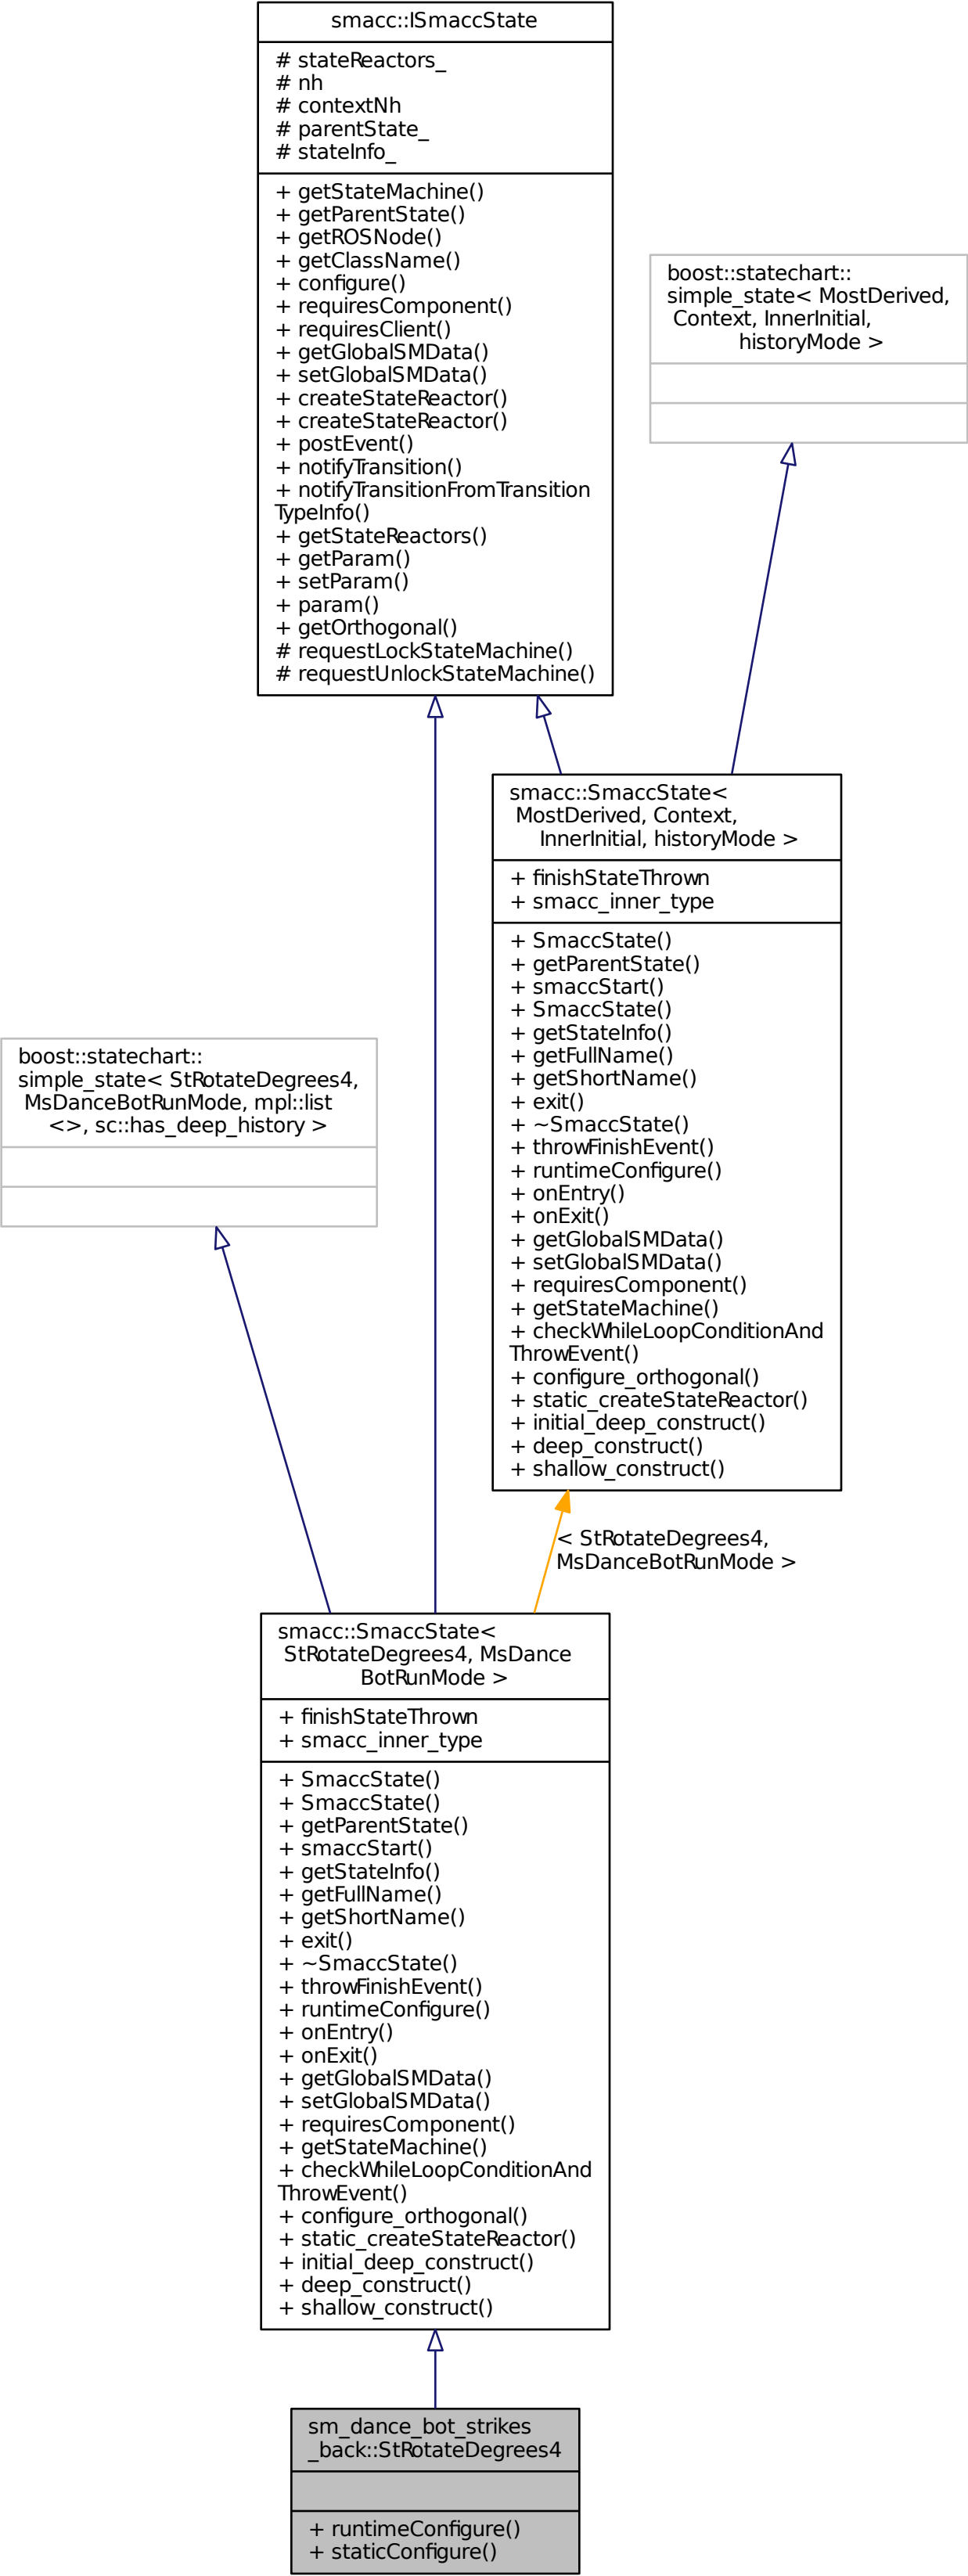 smacc::ISmaccState
# stateReactors_
# nh
# contextNh
# parentState_
# stateInfo_
+ getStateMachine()
+ getParentState()
+ getROSNode()
+ getClassName()
+ configure()
+ requiresComponent()
+ requiresClient()
+ getGlobalSMData()
+ setGlobalSMData()
+ createStateReactor()
+ createStateReactor()
+ postEvent()
+ notifyTransition()
+ notifyTransitionFromTransition
TypeInfo()
+ getStateReactors()
+ getParam()
+ setParam()
+ param()
+ getOrthogonal()
# requestLockStateMachine()
# requestUnlockStateMachine()
boost::statechart::
simple_state< MostDerived,
Context, InnerInitial,
historyMode >
smacc::SmaccState<
MostDerived, Context,
InnerInitial, historyMode >
+ finishStateThrown
+ smacc_inner_type
+ SmaccState()
+ getParentState()
+ smaccStart()
+ SmaccState()
+ getStateInfo()
+ getFullName()
+ getShortName()
+ exit()
+ ~SmaccState()
+ throwFinishEvent()
+ runtimeConfigure()
+ onEntry()
+ onExit()
+ getGlobalSMData()
+ setGlobalSMData()
+ requiresComponent()
+ getStateMachine()
+ checkWhileLoopConditionAnd
ThrowEvent()
+ configure_orthogonal()
+ static_createStateReactor()
+ initial_deep_construct()
+ deep_construct()
+ shallow_construct()
boost::statechart::
simple_state< StRotateDegrees4,
MsDanceBotRunMode, mpl::list
<>, sc::has_deep_history >
< StRotateDegrees4,
MsDanceBotRunMode >
smacc::SmaccState<
StRotateDegrees4, MsDance
BotRunMode >
+ finishStateThrown
+ smacc_inner_type
+ SmaccState()
+ SmaccState()
+ getParentState()
+ smaccStart()
+ getStateInfo()
+ getFullName()
+ getShortName()
+ exit()
+ ~SmaccState()
+ throwFinishEvent()
+ runtimeConfigure()
+ onEntry()
+ onExit()
+ getGlobalSMData()
+ setGlobalSMData()
+ requiresComponent()
+ getStateMachine()
+ checkWhileLoopConditionAnd
ThrowEvent()
+ configure_orthogonal()
+ static_createStateReactor()
+ initial_deep_construct()
+ deep_construct()
+ shallow_construct()
sm_dance_bot_strikes
_back::StRotateDegrees4
+ runtimeConfigure()
+ staticConfigure()